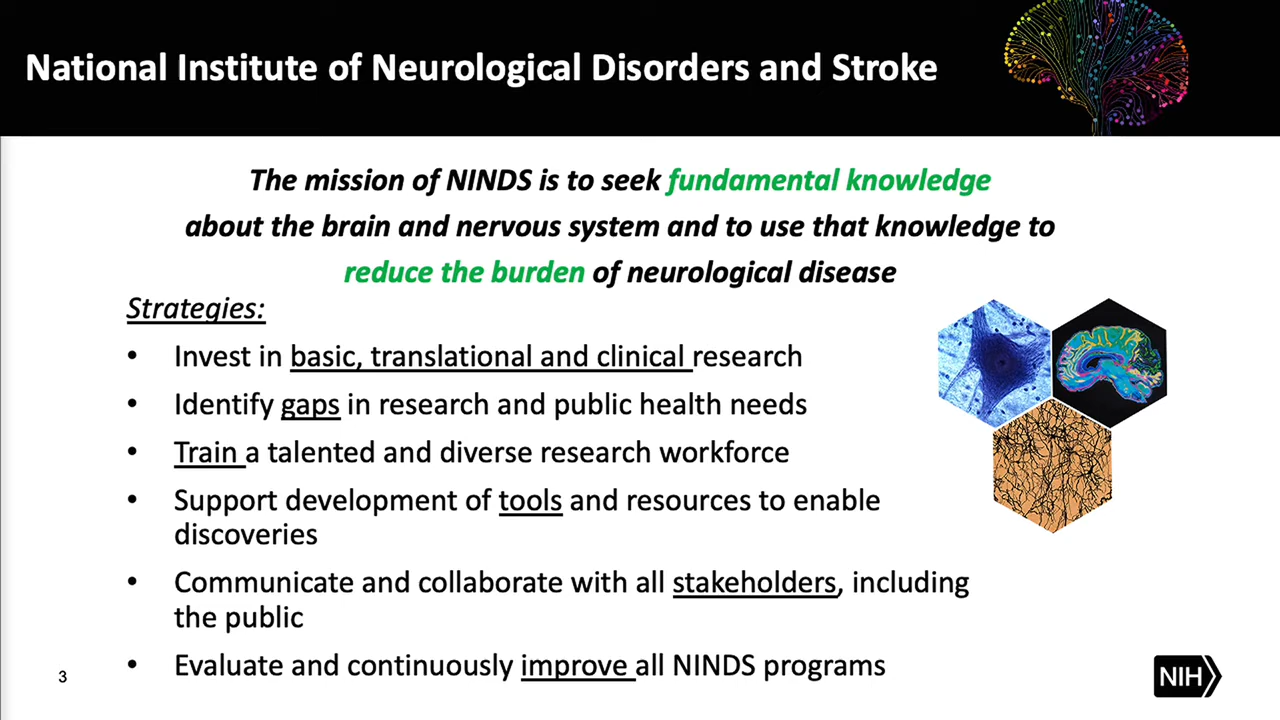 National Institute of Neurological Disorders and Stroke
The mission of NINDS is to seek fundamental knowledge
about the brain and nervous system and to use that knowledge to
reduce the burden of neurological disease
Strategies:
• Invest in basic, translational and clinical research
• Identify gaps in research and public health needs
• Train a talented and diverse research workforce
• Support development of tools and resources to enable
discoveries
• Communicate and collaborate with all stakeholders, including
the public
• Evaluate and continuously improve all NINDS programs
3
NIH